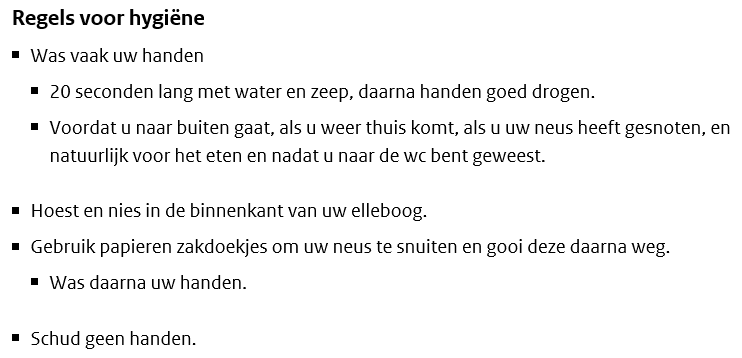 Regels voor hygiëne
Was vaak uw handen
20 seconden lang met water en zeep, daarna handen goed drogen.
Voordat u naar buiten gaat, als u weer thuis komt, als u uw neus heeft gesnoten, en
natuurlijk voor het eten en nadat u naar de wc bent geweest.
Hoest en nies in de binnenkant van uw elleboog.
Gebruik papieren zakdoekjes om uw neus te snuiten en gooi deze daarna weg.
Was daarna uw handen.
Schud geen handen.